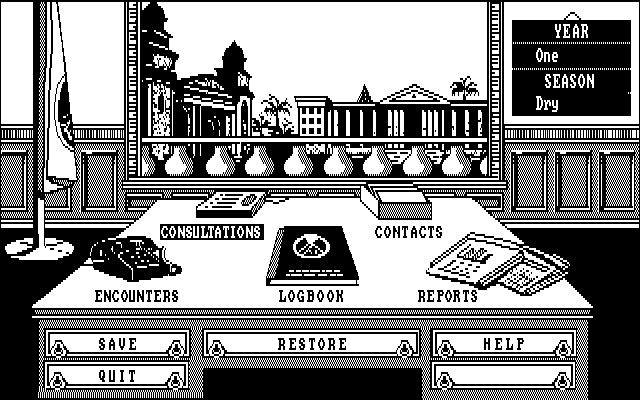 YEAR
One
SEASON
Dry
CONSULTATIONS
CONTACTS
ENCOUNTERS
LOGBOOK
REPORTS
SAVE
RESTORE
HELP
QUIT